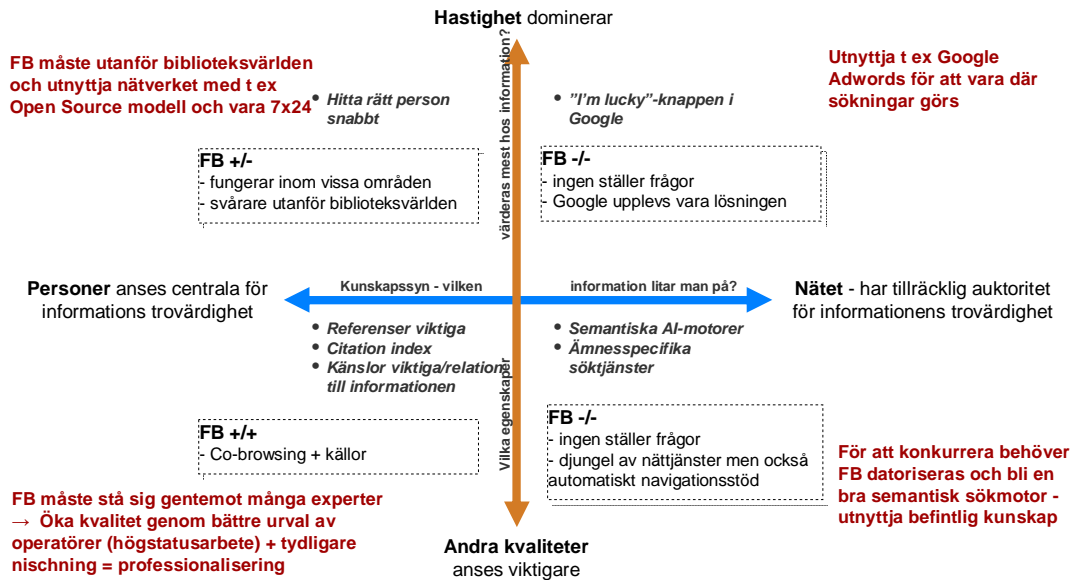 Hastighet dominerar
FB måste utanför biblioteksvärlden
och utnyttja nätverket med t ex
Open Source modell och vara 7x24
Utnyttja t ex Google
Adwords för att vara där
sökningar görs
• Hitta rätt person
snabbt
• ”I’m lucky”-knappen i
Google
FB +/-
- fungerar inom vissa områden
- svårare utanför biblioteksvärlden
FB -/-
- ingen ställer frågor
- Google upplevs vara lösningen
Vilka egenskaper
värderas mest hos information?
Personer anses centrala för
informations trovärdighet
Kunskapssyn - vilken
information litar man på?
Nätet - har tillräcklig auktoritet
för informationens trovärdighet
• Referenser viktiga
• Citation index
• Känslor viktiga/relation
till informationen
• Semantiska AI-motorer
• Ämnesspecifika
söktjänster
FB +/+
- Co-browsing + källor
FB -/-
- ingen ställer frågor
- djungel av nättjänster men också
automatiskt navigationsstöd
FB måste stå sig gentemot många experter
→ Öka kvalitet genom bättre urval av
operatörer (högstatusarbete) + tydligare
nischning = professionalisering
För att konkurrera behöver
FB datoriseras och bli en
bra semantisk sökmotor -
utnyttja befintlig kunskap
Andra kvaliteter
anses viktigare